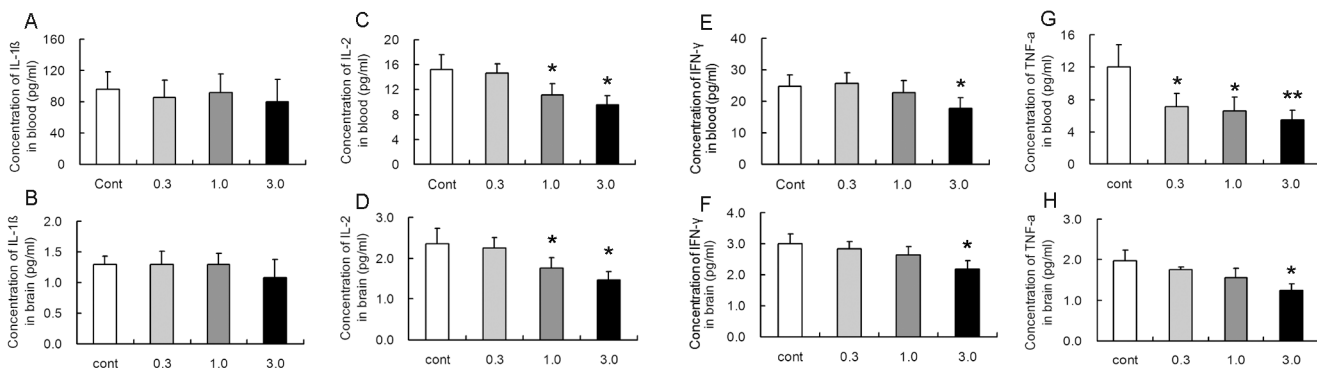 A
Concentration of IL-1ß
in blood (pg/ml)
160
120
80
40
0
Cont 0.3 1.0 3.0
C
Concentration of IL-2
in blood (pg/ml)
20
16
12
8
4
0
* *
Cont 0.3 1.0 3.0
E
Concentration of IFN-γ
in blood (pg/ml)
50
40
30
20
10
0
*
Cont 0.3 1.0 3.0
G
Concentration of TNF-a
in blood (pg/ml)
16
12
8
4
0
* * **
Cont 0.3 1.0 3.0
B
Concentration of IL-1ß
in brain (pg/ml)
2.0
1.5
1.0
0.5
0.0
cont 0.3 1.0 3.0
D
Concentration of IL-2
in brain (pg/ml)
3.0
2.0
1.0
0.0
* *
cont 0.3 1.0 3.0
F
Concentration of IFN-γ
in brain (pg/ml)
4.0
3.0
2.0
1.0
0.0
*
cont 0.3 1.0 3.0
H
Concentration of TNF-a
in brain (pg/ml)
3.0
2.0
1.0
0.0
*
cont 0.3 1.0 3.0